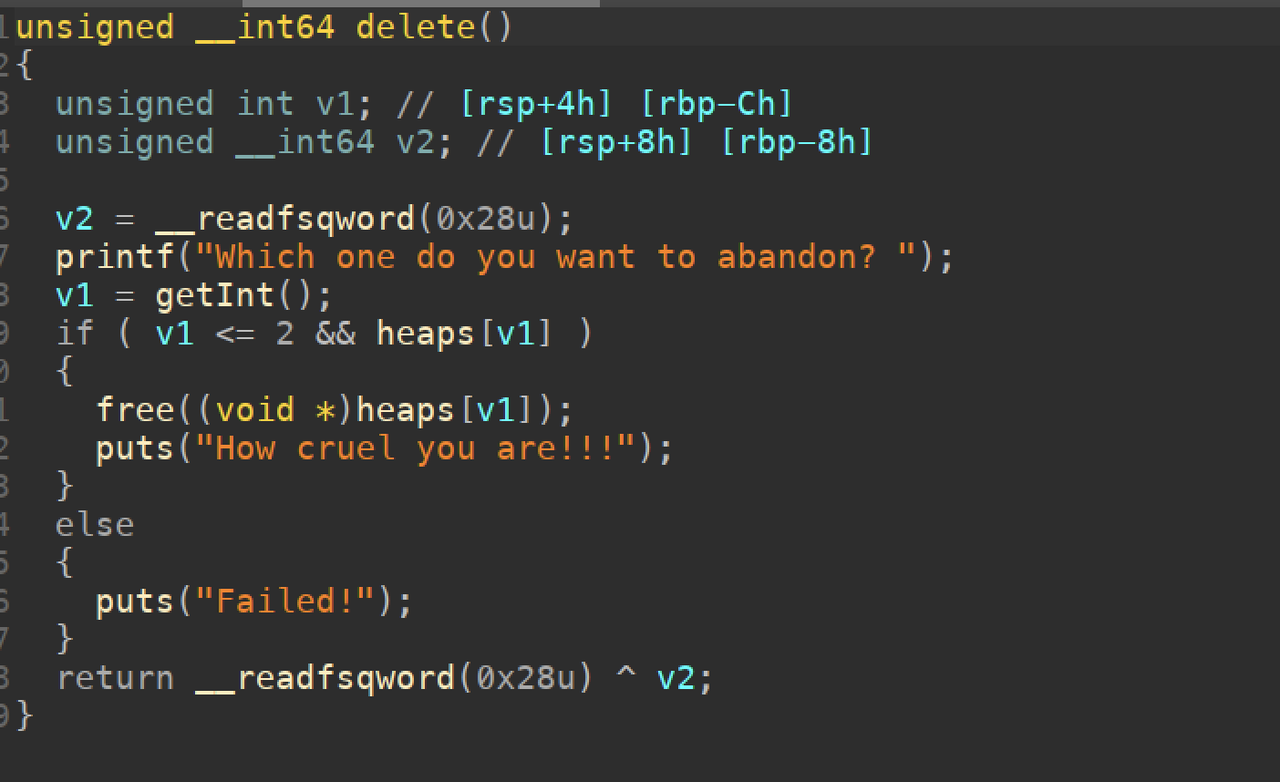 1 unsigned __int64 delete()
2 {
3   unsigned int v1; // [rsp+4h] [rbp-Ch]
4   unsigned __int64 v2; // [rsp+8h] [rbp-8h]
5
6   v2 = __readfsqword(0x28u);
7   printf("Which one do you want to abandon? ");
8   v1 = getInt();
9   if ( v1 <= 2 && heaps[v1] )
0   {
1     free((void *)heaps[v1]);
2     puts("How cruel you are!!!");
3   }
4   else
5   {
6     puts("Failed!");
7   }
8   return __readfsqword(0x28u) ^ v2;
9 }